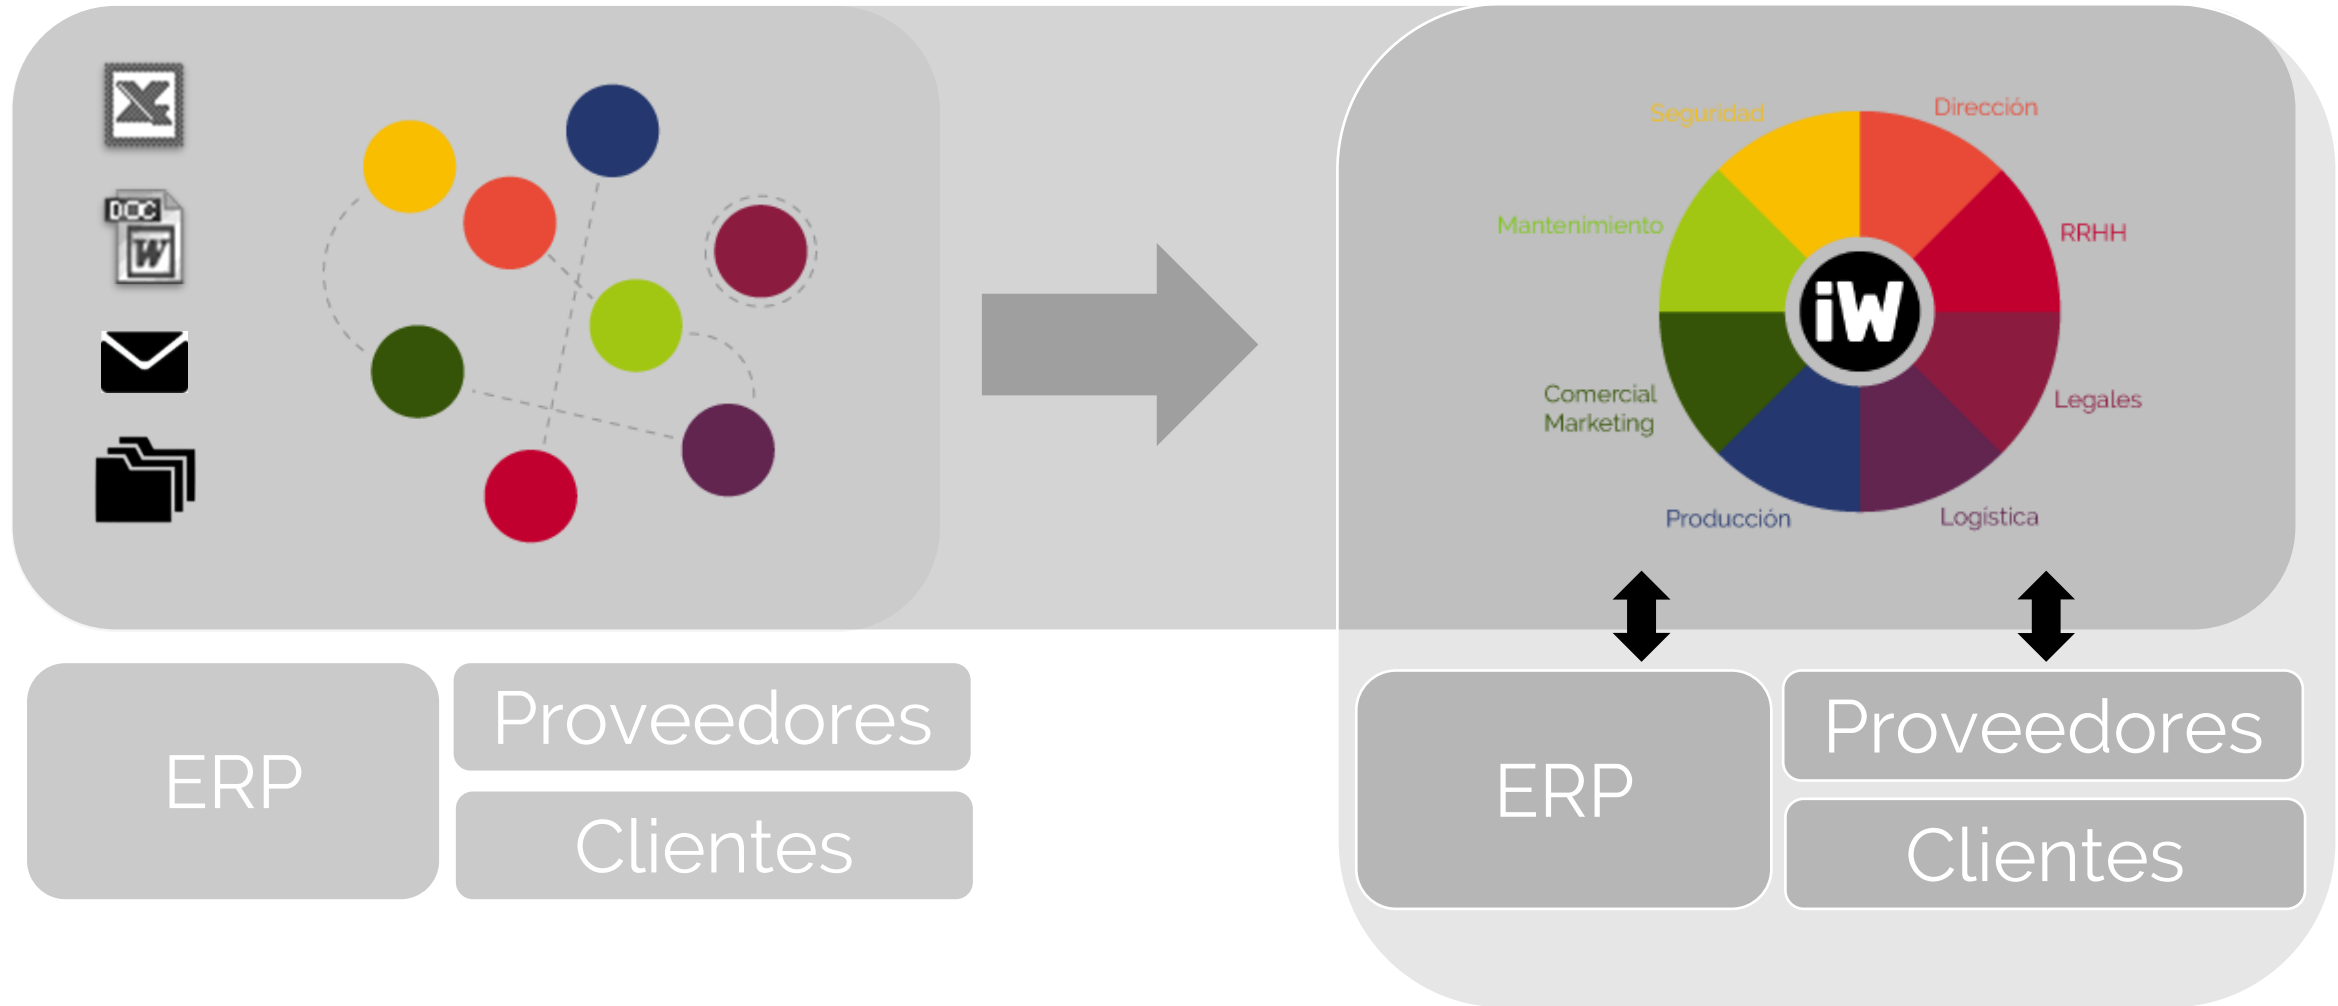 DOC
W
ERP
Proveedores
Clientes
Seguridad
Dirección
Mantenimiento
RRHH
iW
Comercial
Marketing
Legales
Producción
Logística
ERP
Proveedores
Clientes